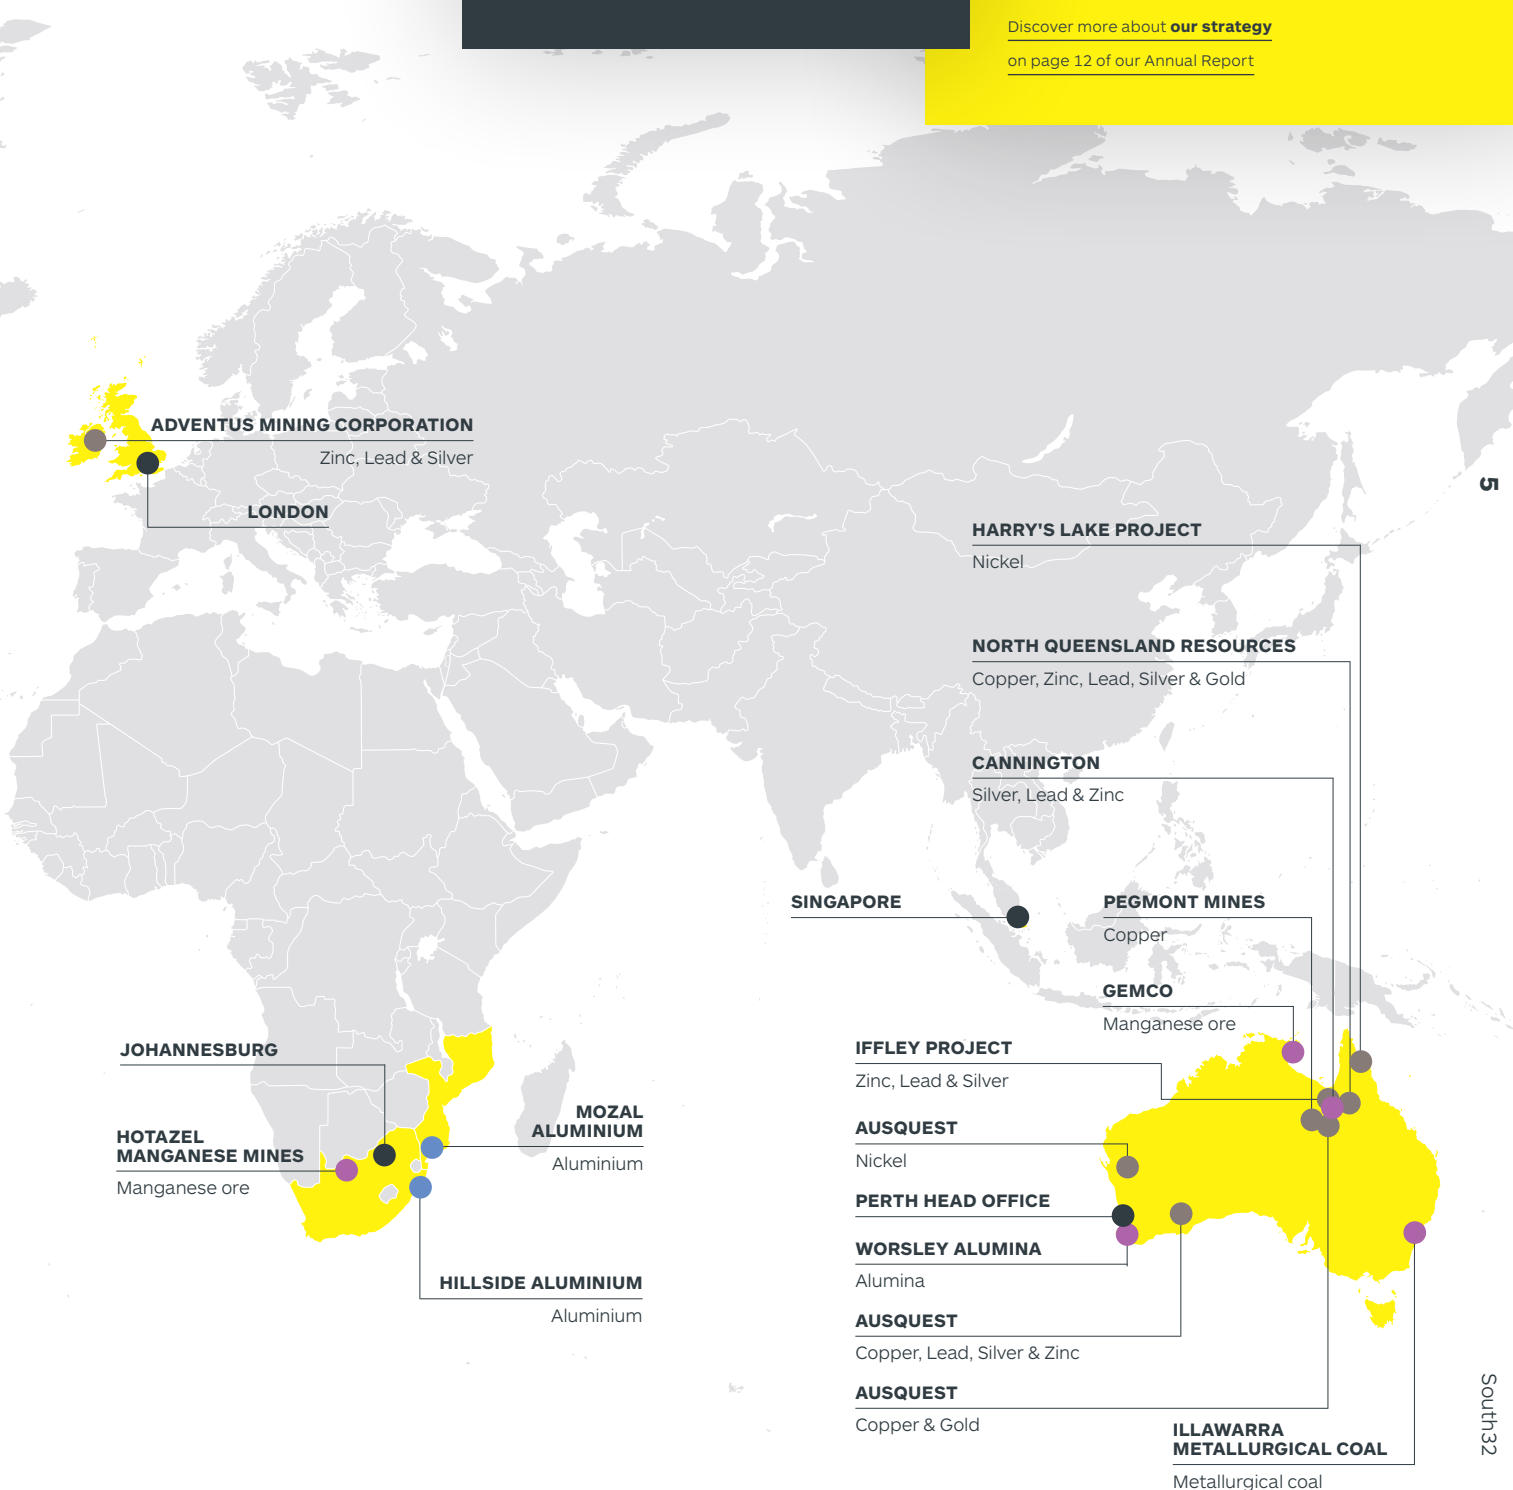 Discover more about our strategy
on page 12 of our Annual Report
ADVENTUS MINING CORPORATION
Zinc, Lead & Silver
LONDON
5
HARRY'S LAKE PROJECT
Nickel
NORTH QUEENSLAND RESOURCES
Copper, Zinc, Lead, Silver & Gold
CANNINGTON
Silver, Lead & Zinc
SINGAPORE
PEGMONT MINES
Copper
GEMCO
Manganese ore
JOHANNESBURG
HOTAZEL
MANGANESE MINES
Manganese ore
MOZAL
ALUMINIUM
Aluminium
HILLSIDE ALUMINIUM
Aluminium
IFFLEY PROJECT
Zinc, Lead & Silver
AUSQUEST
Nickel
PERTH HEAD OFFICE
WORSLEY ALUMINA
Alumina
AUSQUEST
Copper, Lead, Silver & Zinc
AUSQUEST
Copper & Gold
ILLAWARRA
METALLURGICAL COAL
Metallurgical coal
South32